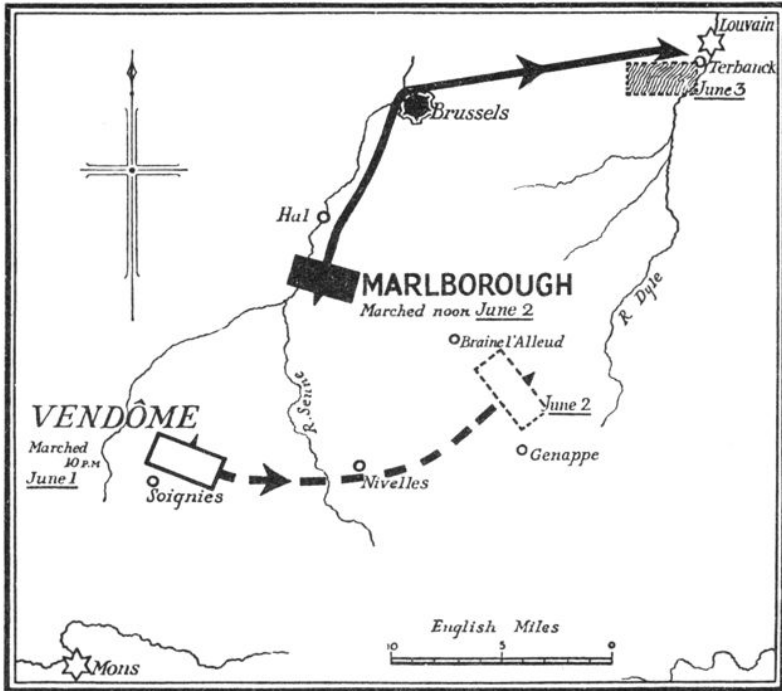 Louvain
Terbanck
June 3
Brussels
Hal
MARLBOROUGH
Marched noon June 2
R. Dyle
Braine l'Alleud
R. Senne
VENDÔME
June 2
Marched
10 P.M
June 1
Genappe
Nivelles
Soignies
English Miles
10 5 0
Mons